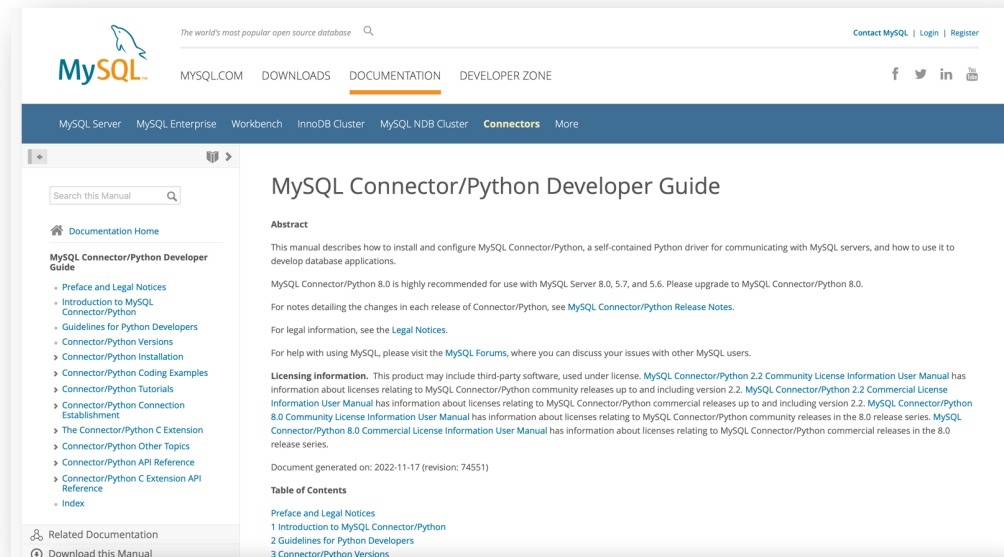 The world's most popular open source database
Contact MySQL | Login | Register
MySQL
MYSQL.COM DOWNLOADS DOCUMENTATION DEVELOPER ZONE
You Tube
MySQL Server MySQL Enterprise Workbench InnoDB Cluster MySQL NDB Cluster Connectors More
Search this Manual
Documentation Home
MySQL Connector/Python Developer
Guide
Preface and Legal Notices
Introduction to MySQL
Connector/Python
Guidelines for Python Developers
Connector/Python Versions
Connector/Python Installation
Connector/Python Coding Examples
Connector/Python Tutorials
Connector/Python Connection
Establishment
The Connector/Python C Extension
Connector/Python Other Topics
Connector/Python API Reference
Connector/Python C Extension API
Reference
Index
Related Documentation
Download this Manual
MySQL Connector/Python Developer Guide
Abstract
This manual describes how to install and configure MySQL Connector/Python, a self-contained Python driver for communicating with MySQL servers, and how to use it to
develop database applications.
MySQL Connector/Python 8.0 is highly recommended for use with MySQL Server 8.0, 5.7, and 5.6. Please upgrade to MySQL Connector/Python 8.0.
For notes detailing the changes in each release of Connector/Python, see MySQL Connector/Python Release Notes.
For legal information, see the Legal Notices.
For help with using MySQL, please visit the MySQL Forums, where you can discuss your issues with other MySQL users.
Licensing information. This product may include third-party software, used under license. MySQL Connector/Python 2.2 Community License Information User Manual has
information about licenses relating to MySQL Connector/Python community releases up to and including version 2.2. MySQL Connector/Python 2.2 Commercial License
Information User Manual has information about licenses relating to MySQL Connector/Python commercial releases up to and including version 2.2. MySQL Connector/Python
8.0 Community License Information User Manual has information about licenses relating to MySQL Connector/Python community releases in the 8.0 release series. MySQL
Connector/Python 8.0 Commercial License Information User Manual has information about licenses relating to MySQL Connector/Python commercial releases in the 8.0
release series.
Document generated on: 2022-11-17 (revision: 74551)
Table of Contents
Preface and Legal Notices
1 Introduction to MySQL Connector/Python
2 Guidelines for Python Developers
3 Connector/Python Versions